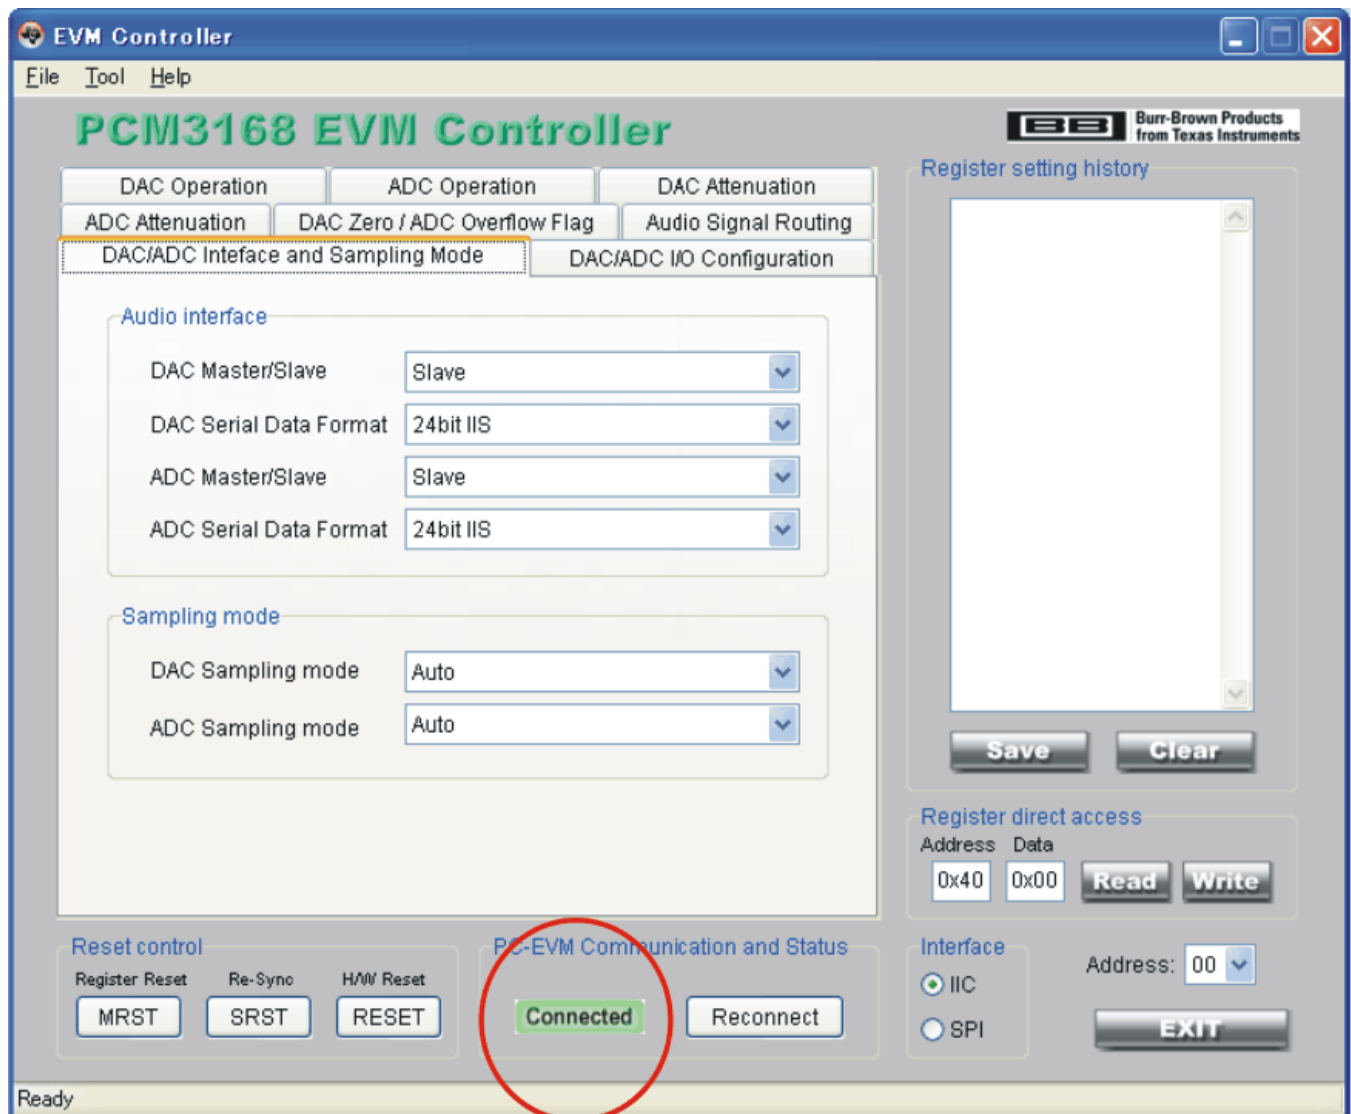 EVM Controller
File Tool Help
PCM3168 EVM Controller
BB Burr-Brown Products
from Texas Instruments
DAC Operation ADC Operation DAC Attenuation
ADC Attenuation DAC Zero / ADC Overflow Flag Audio Signal Routing
DAC/ADC Inteface and Sampling Mode DAC/ADC I/O Configuration
Audio interface
DAC Master/Slave Slave
DAC Serial Data Format 24bit IIS
ADC Master/Slave Slave
ADC Serial Data Format 24bit IIS
Sampling mode
DAC Sampling mode Auto
ADC Sampling mode Auto
Register setting history
Save Clear
Register direct access
Address Data
0x40 0x00 Read Write
Reset control
Register Reset Re-Sync H/W Reset
MRST SRST RESET
PC-EVM Communication and Status
Connected Reconnect
Interface
IIC
SPI
Address: 00
EXIT
Ready